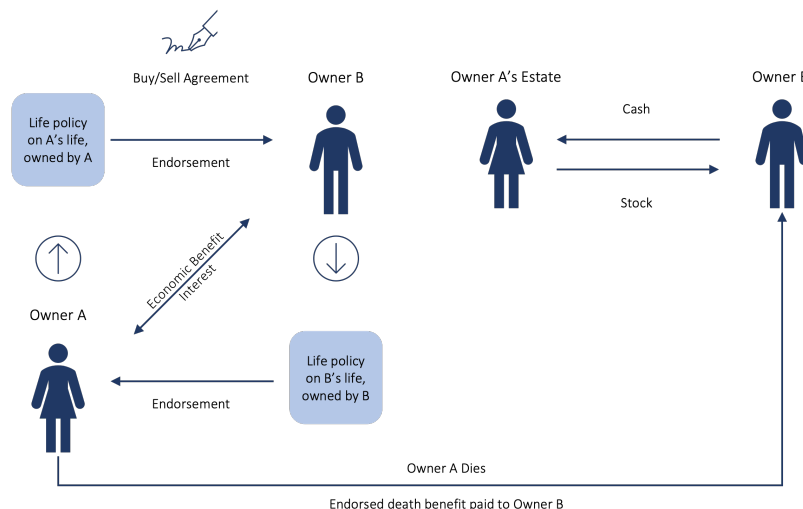 Buy/Sell Agreement
Owner B
Owner A's Estate
Owner
Life policy
on A's life,
owned by A
Endorsement
Cash
Stock
Economic Benefit
Interest
Owner A
Life policy
on B's life,
owned by B
Endorsement
Owner A Dies
Endorsed death benefit paid to Owner B